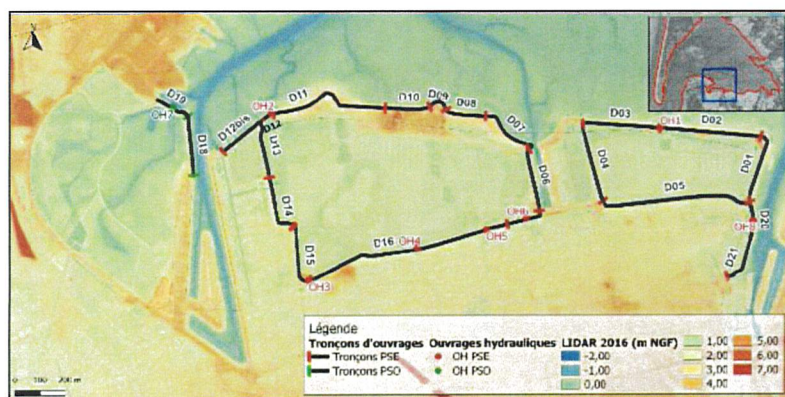 N
D19
OH7
D18
D12bis
OH2
D12
D11
D10
D09
D08
D07
D13
D14
D15
OH3
D16
OH4
OH5
OH6
D06
D03
OH1
D02
D04
D05
D01
D20
OH8
D21
0 100 200 m
Légende
Tronçons d'ouvrages Ouvrages hydrauliques LIDAR 2016 (m NGF)
Tronçons PSE OH PSE -2,00 1,00 5,00
Tronçons PSO OH PSO -1,00 2,00 6,00
0,00 3,00 7,00
4,00